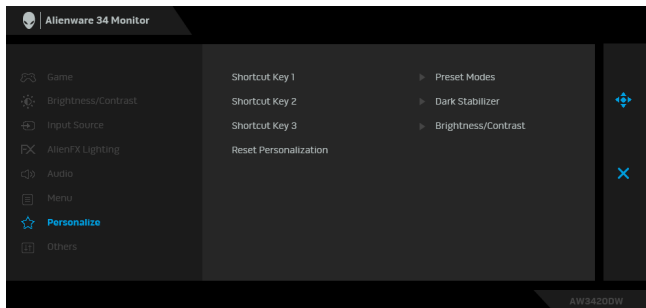 Alienware 34 Monitor
Game
Shortcut Key 1 Preset Modes
Brightness/Contrast
Shortcut Key 2 Dark Stabilizer
Input Source
Shortcut Key 3 Brightness/Contrast
AlienFX Lighting
Reset Personalization
Audio
Menu
Personalize
Others
AW3420DW